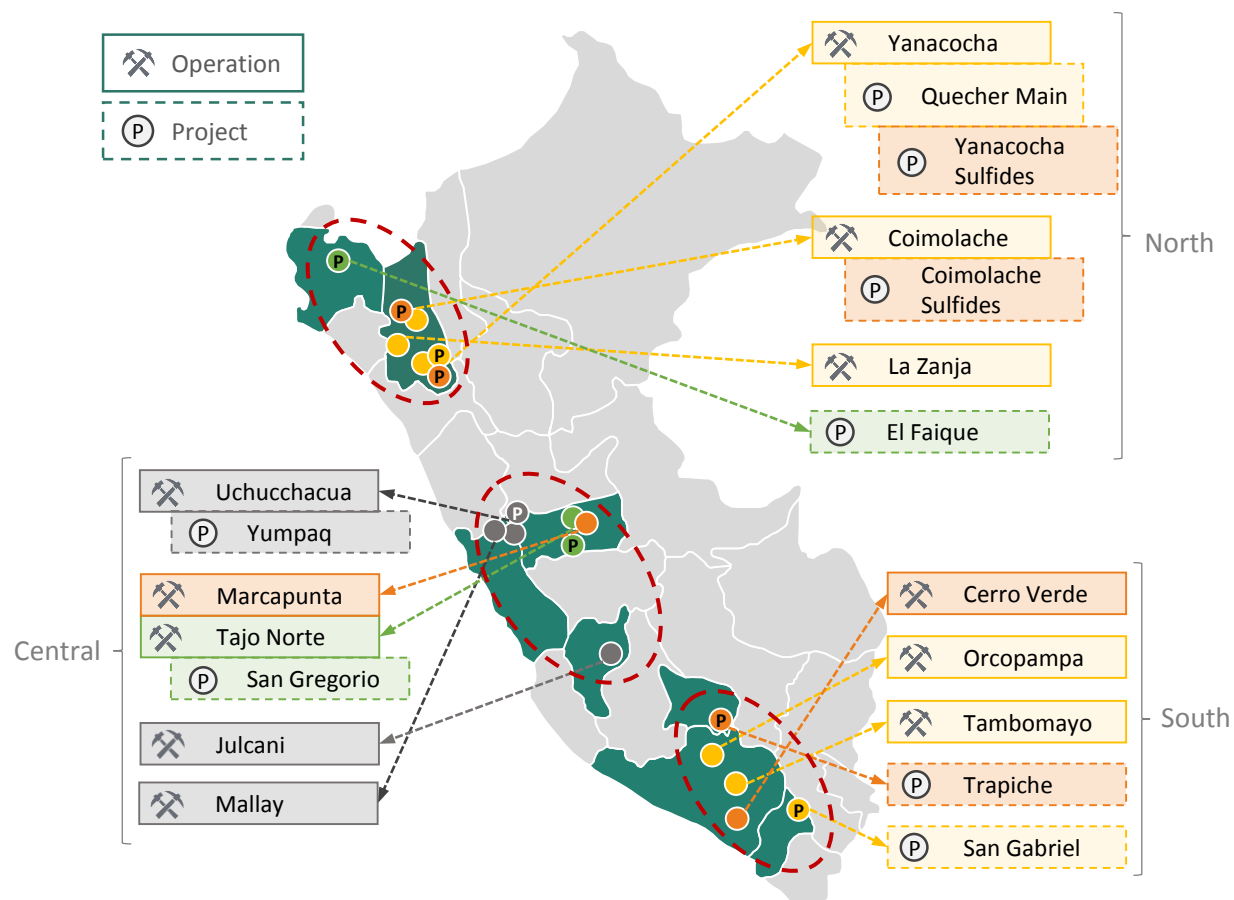 Operation
P Project
Yanacocha
P Quecher Main
P Yanacocha
Sulfides
Coimolache
P Coimolache
Sulfides
La Zanja
P El Faique
North
P
P
P
P
Central
Uchucchacua
P Yumpaq
Marcapunta
Tajo Norte
P San Gregorio
Julcani
Mallay
P
P
Cerro Verde
Orcopampa
Tambomayo
P Trapiche
P San Gabriel
South
P
P